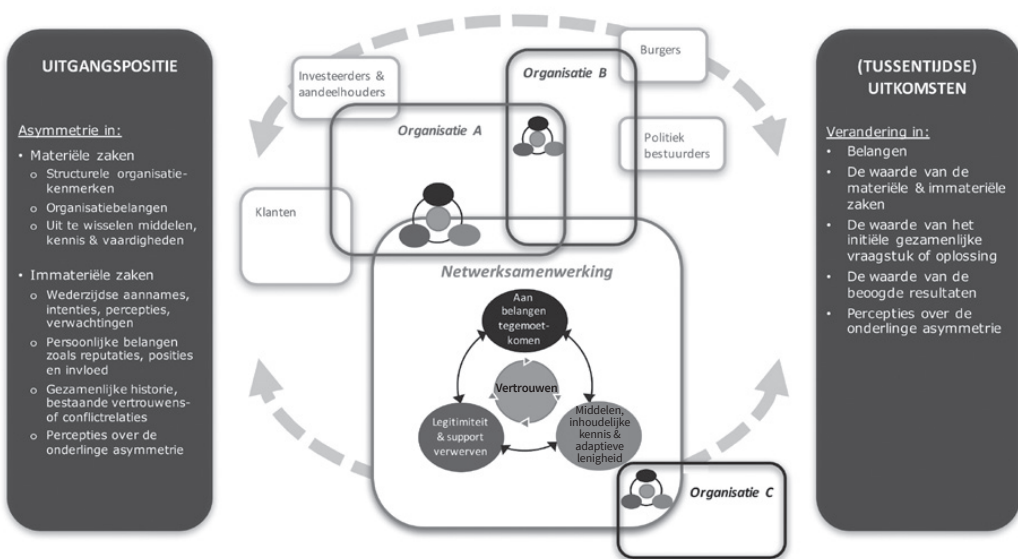 UITGANGSPOSITIE
Asymmetrie in:
• Materiële zaken
o Structurele organisatie-
kenmerken
o Organisatiebelangen
o Uit te wisselen middelen,
kennis & vaardigheden
• Immateriële zaken
o Wederzijdse aannames,
intenties, percepties,
verwachtingen
o Persoonlijke belangen
zoals reputaties, posities
en invloed
o Gezamenlijke historie,
bestaande vertrouwens-
of conflictrelaties
o Percepties over de
onderlinge asymmetrie
Investeerders &
aandeelhouders
Organisatie A
Klanten
Organisatie B
Burgers
Politiek
bestuurders
Netwerksamenwerking
Aan
belangen
tegemoet-
komen
Vertrouwen
Legitimiteit
& support
verwerven
Middelen,
inhoudelijke
kennis &
adaptieve
lenigheid
Organisatie C
(TUSSENTIJDSE)
UITKOMSTEN
Verandering in:
• Belangen
• De waarde van de
materiële & immateriële
zaken
• De waarde van het
initiële gezamenlijke
vraagstuk of oplossing
• De waarde van de
beoogde resultaten
• Percepties over de
onderlinge asymmetrie